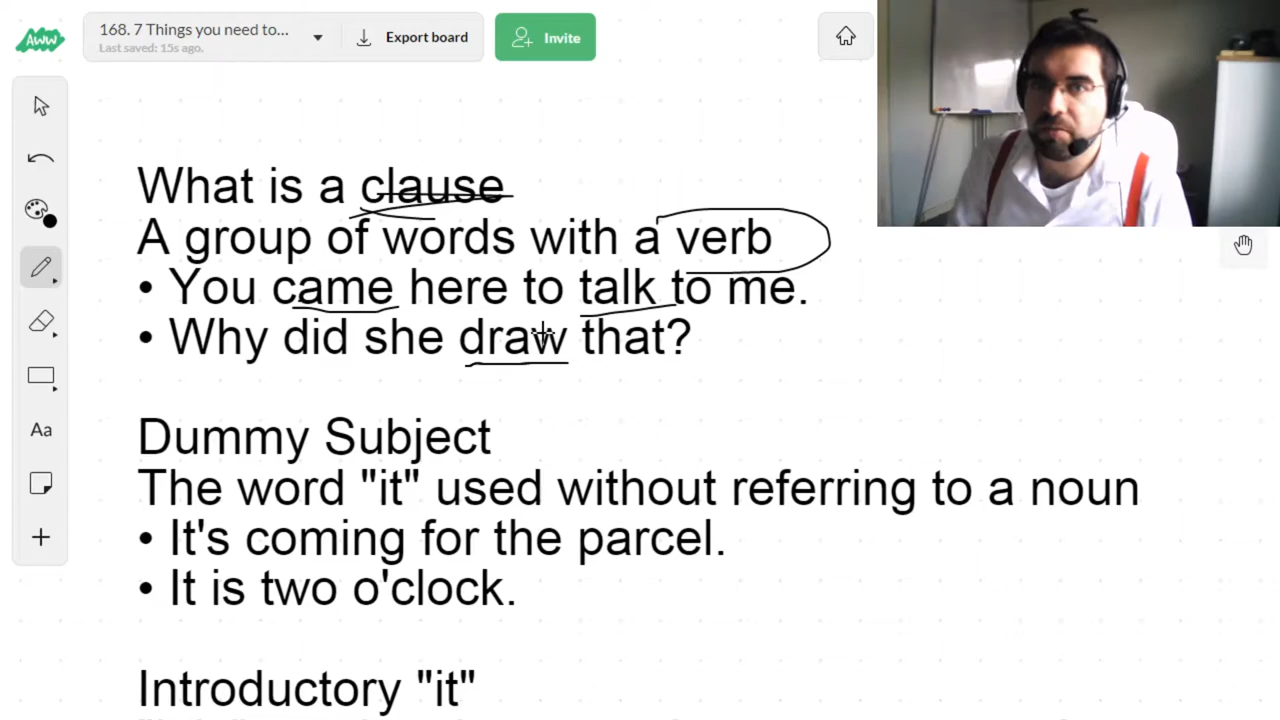 AWW
168. 7 Things you need to...
Last saved: 15s ago.
Export board
Invite
What is a clause
A group of words with a verb
• You came here to talk to me.
• Why did she draw that?
Aa
Dummy Subject
The word "it" used without referring to a noun
• It's coming for the parcel.
• It is two o'clock.
Introductory "it"